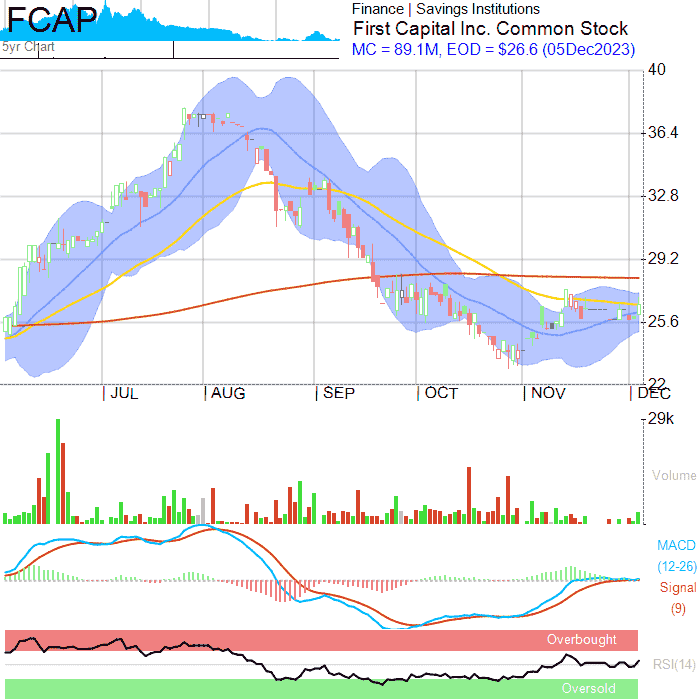 FCAP
5yr Chart
Finance | Savings Institutions
First Capital Inc. Common Stock
MC = 89.1M, EOD = $26.6 (05Dec2023)
40
36.4
32.8
29.2
25.6
22
JUL AUG SEP OCT NOV DEC
29k
Volume
MACD
(12-26)
Signal
(9)
Overbought
RSI(14)
Oversold